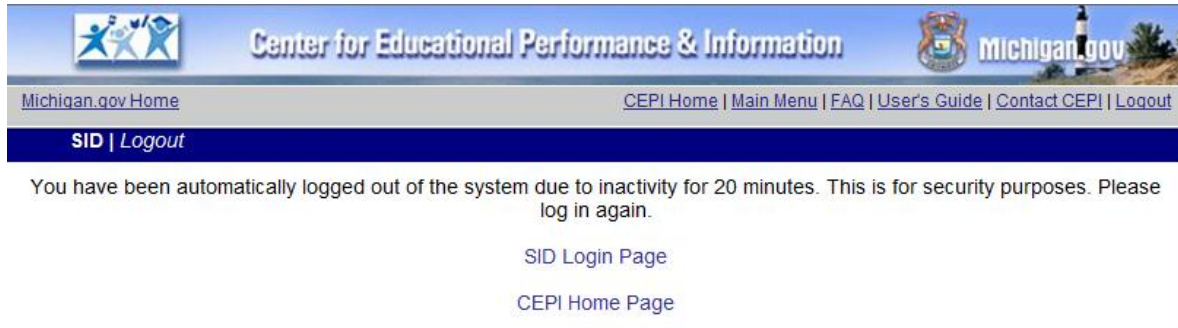 Center for Educational Performance & Information
Michigan.gov
Michigan.gov Home
CEPI Home | Main Menu | FAQ | User's Guide | Contact CEPI | Logout
SID | Logout
You have been automatically logged out of the system due to inactivity for 20 minutes. This is for security purposes. Please
log in again.
SID Login Page
CEPI Home Page